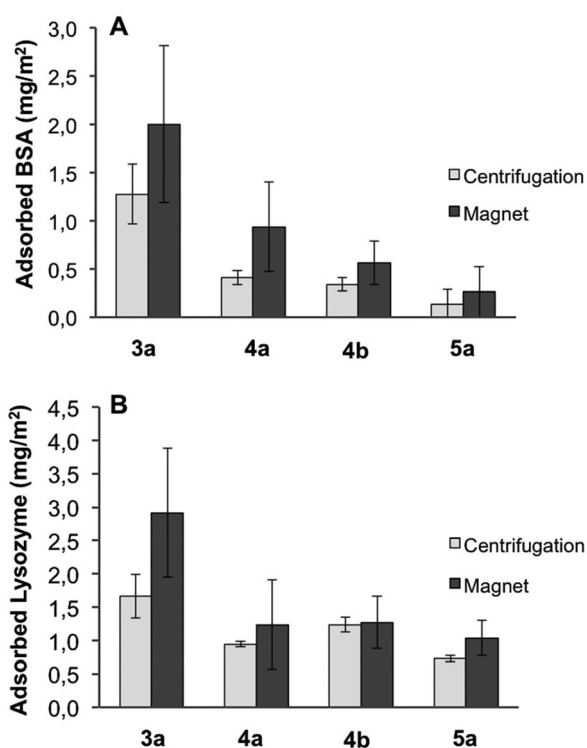 A
Adsorbed BSA (mg/m²)
3,0
2,5
2,0
1,5
1,0
0,5
0,0
Centrifugation
Magnet
3a 4a 4b 5a
B
Adsorbed Lysozyme (mg/m²)
4,5
4,0
3,5
3,0
2,5
2,0
1,5
1,0
0,5
0,0
Centrifugation
Magnet
3a 4a 4b 5a